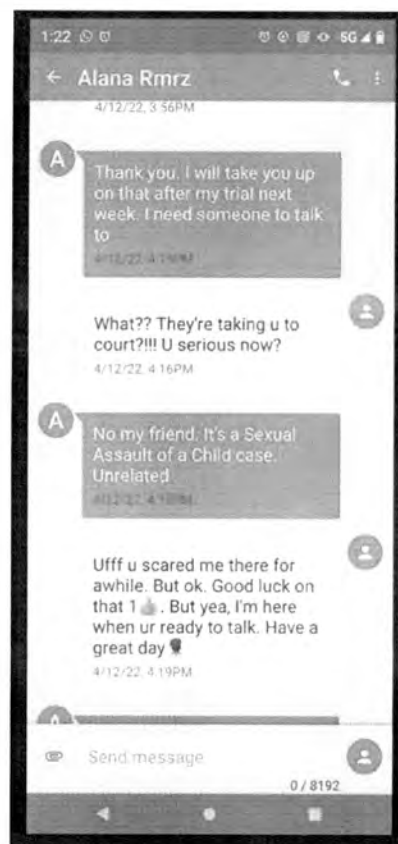 1:22
5G
← Alana Rmrz
4/12/22, 3:56PM
A
Thank you. I will take you up
on that after my trial next
week. I need someone to talk
to
What?? They're taking u to
court?!!! U serious now?
4/12/22, 4:16PM
A
No my friend. It's a Sexual
Assault of a Child case.
Unrelated
Ufff u scared me there for
awhile. But ok. Good luck on
that 1👍. But yea, I'm here
when ur ready to talk. Have a
great day🌹
4/12/22, 4:19PM
Send message
0 / 8192